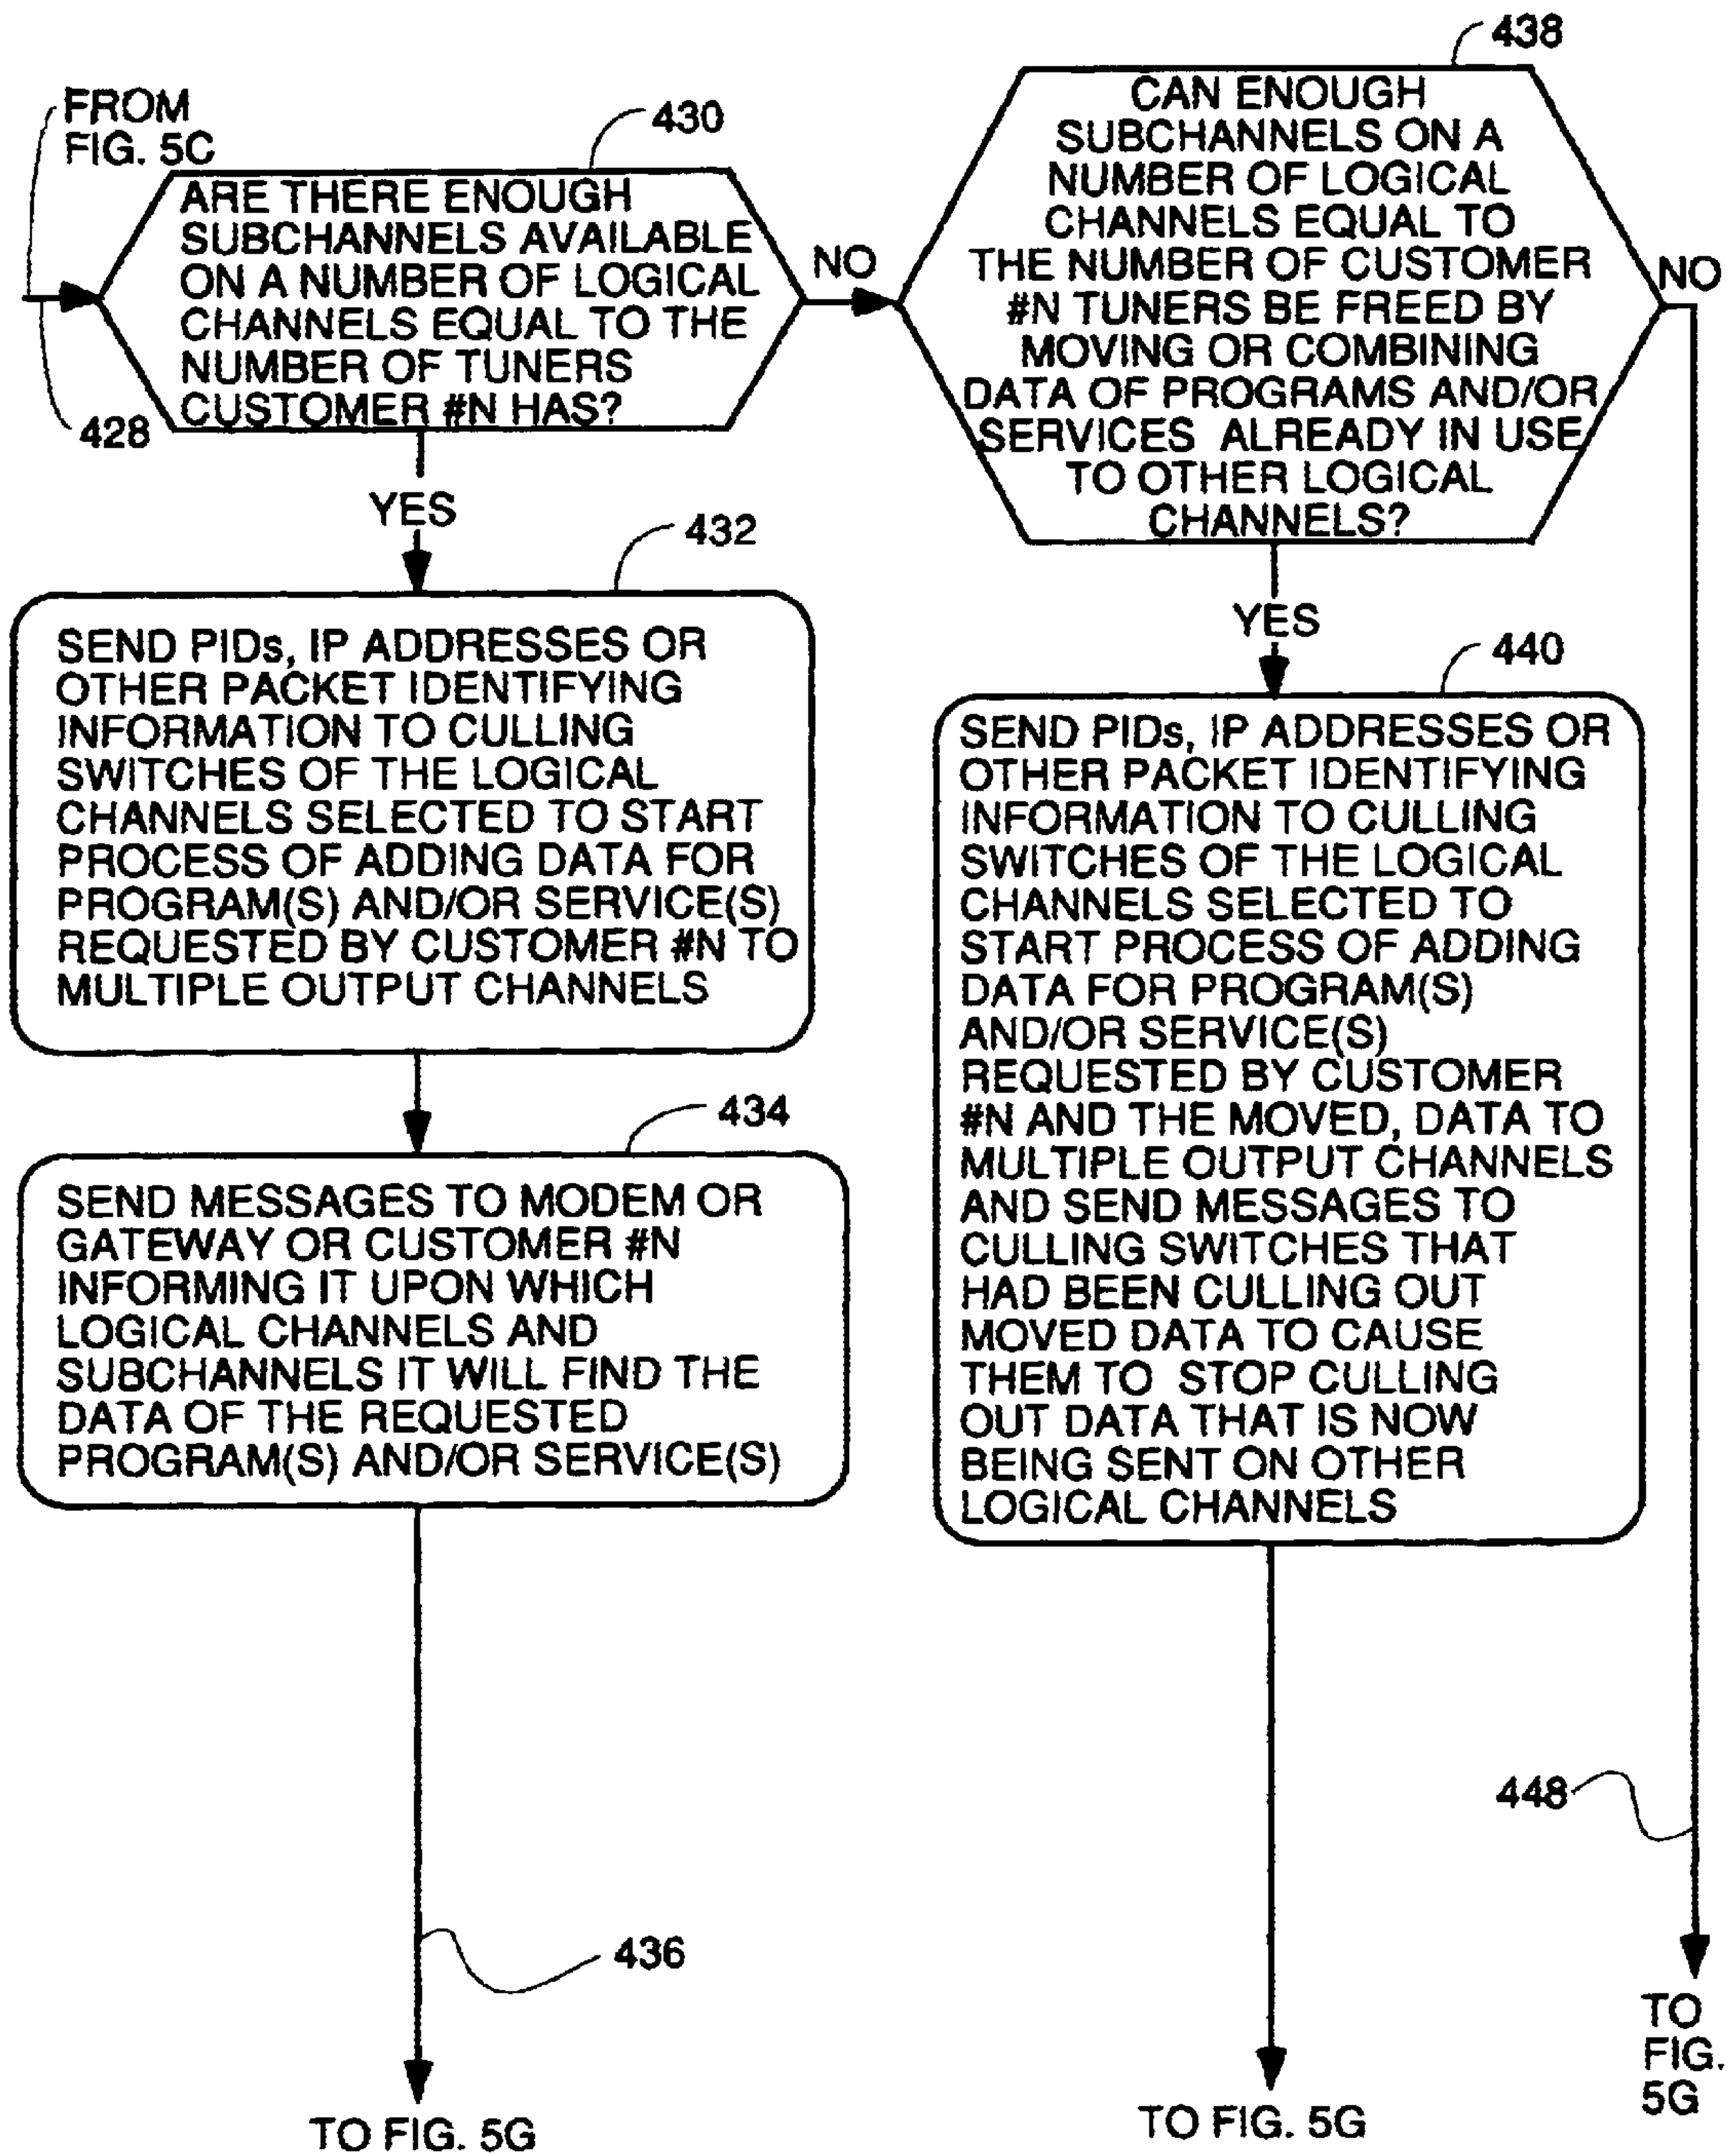 FROM
FIG. 5C
428
430
ARE THERE ENOUGH
SUBCHANNELS AVAILABLE
ON A NUMBER OF LOGICAL
CHANNELS EQUAL TO THE
NUMBER OF TUNERS
CUSTOMER #N HAS?
NO
YES
432
SEND PIDs, IP ADDRESSES OR
OTHER PACKET IDENTIFYING
INFORMATION TO CULLING
SWITCHES OF THE LOGICAL
CHANNELS SELECTED TO START
PROCESS OF ADDING DATA FOR
PROGRAM(S) AND/OR SERVICE(S)
REQUESTED BY CUSTOMER #N TO
MULTIPLE OUTPUT CHANNELS
434
SEND MESSAGES TO MODEM OR
GATEWAY OR CUSTOMER #N
INFORMING IT UPON WHICH
LOGICAL CHANNELS AND
SUBCHANNELS IT WILL FIND THE
DATA OF THE REQUESTED
PROGRAM(S) AND/OR SERVICE(S)
436
TO FIG. 5G
438
CAN ENOUGH
SUBCHANNELS ON A
NUMBER OF LOGICAL
CHANNELS EQUAL TO
THE NUMBER OF CUSTOMER
#N TUNERS BE FREED BY
MOVING OR COMBINING
DATA OF PROGRAMS AND/OR
SERVICES ALREADY IN USE
TO OTHER LOGICAL
CHANNELS?
NO
YES
440
SEND PIDs, IP ADDRESSES OR
OTHER PACKET IDENTIFYING
INFORMATION TO CULLING
SWITCHES OF THE LOGICAL
CHANNELS SELECTED TO
START PROCESS OF ADDING
DATA FOR PROGRAM(S)
AND/OR SERVICE(S)
REQUESTED BY CUSTOMER
#N AND THE MOVED, DATA TO
MULTIPLE OUTPUT CHANNELS
AND SEND MESSAGES TO
CULLING SWITCHES THAT
HAD BEEN CULLING OUT
MOVED DATA TO CAUSE
THEM TO STOP CULLING
OUT DATA THAT IS NOW
BEING SENT ON OTHER
LOGICAL CHANNELS
TO FIG. 5G
448
TO
FIG.
5G